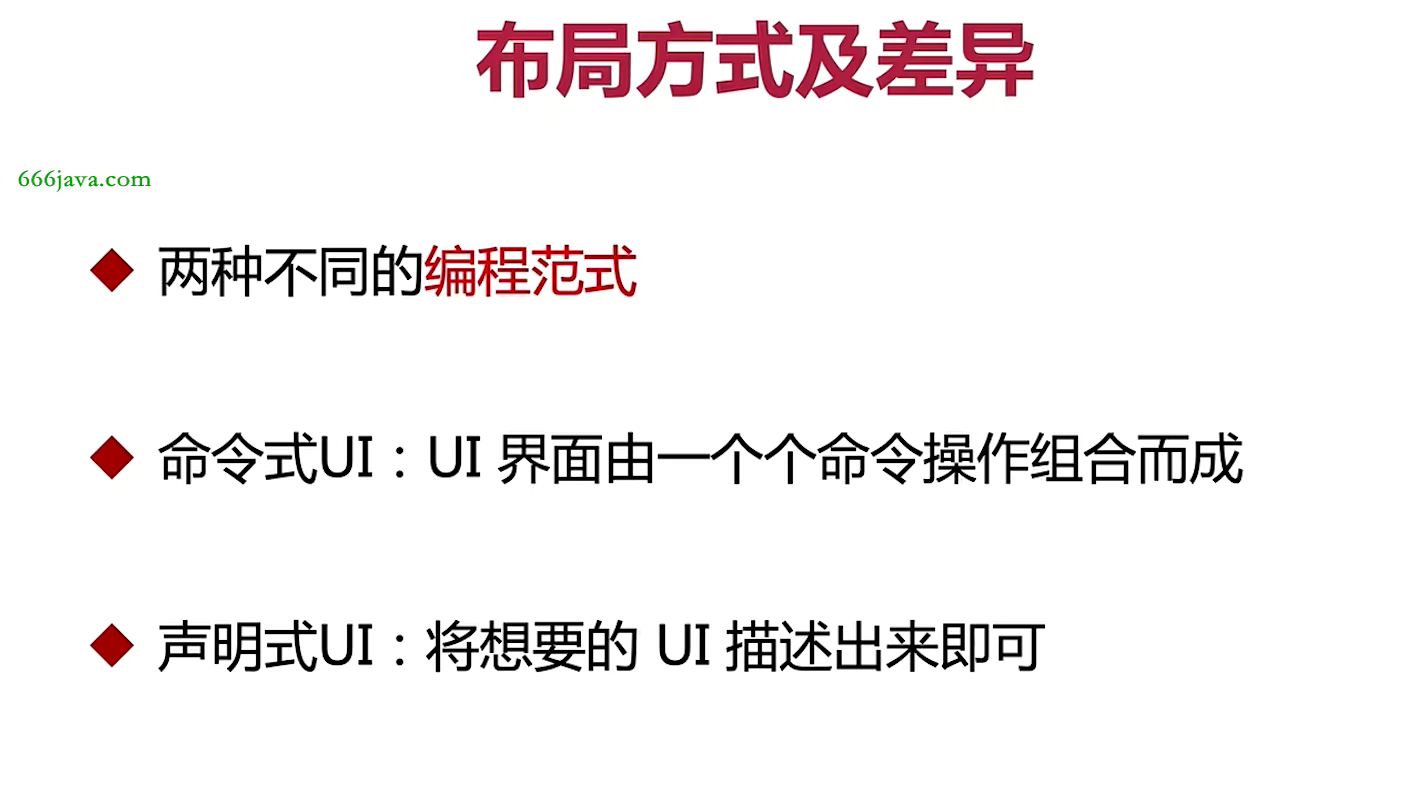 布局方式及差异
666java.com
两种不同的编程范式
命令式UI：UI 界面由一个个命令操作组合而成
声明式UI：将想要的 UI 描述出来即可